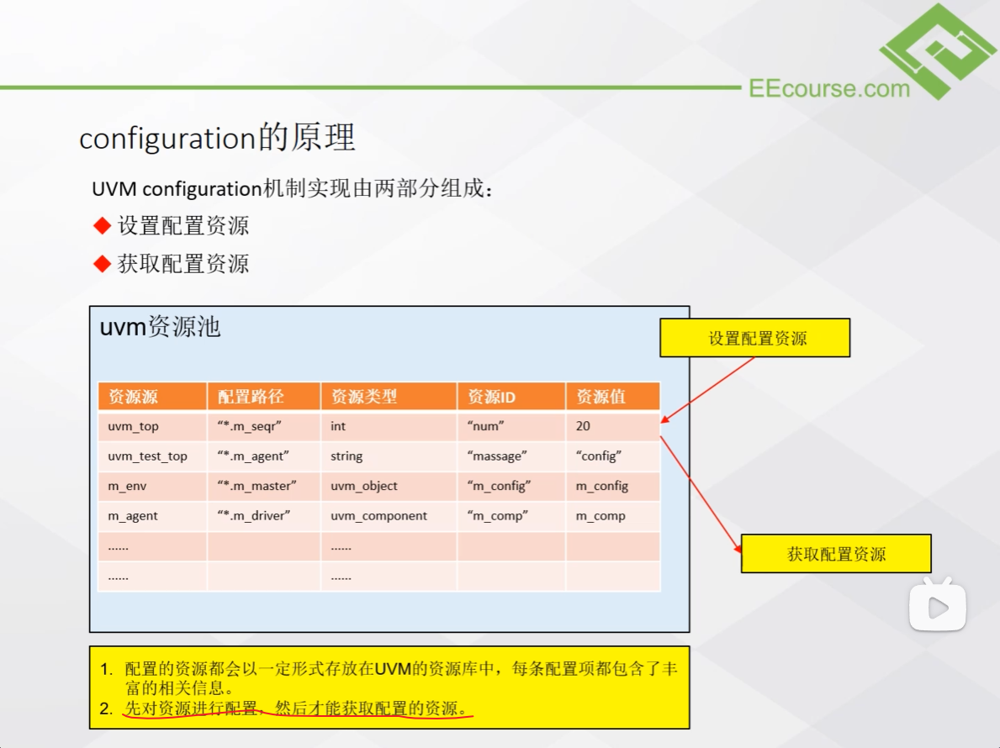 EEcourse.com
configuration的原理
UVM configuration机制实现由两部分组成：
设置配置资源
获取配置资源
uvm资源池
设置配置资源
资源源 配置路径 资源类型 资源ID 资源值
uvm_top “*.m_seqr” int “num” 20
uvm_test_top “*.m_agent” string “massage” “config”
m_env “*.m_master” uvm_object “m_config” m_config
m_agent “*.m_driver” uvm_component “m_comp” m_comp
...... ......
...... ......
获取配置资源
1. 配置的资源都会以一定形式存放在UVM的资源库中，每条配置项都包含了丰
富的相关信息。
2. 先对资源进行配置，然后才能获取配置的资源。